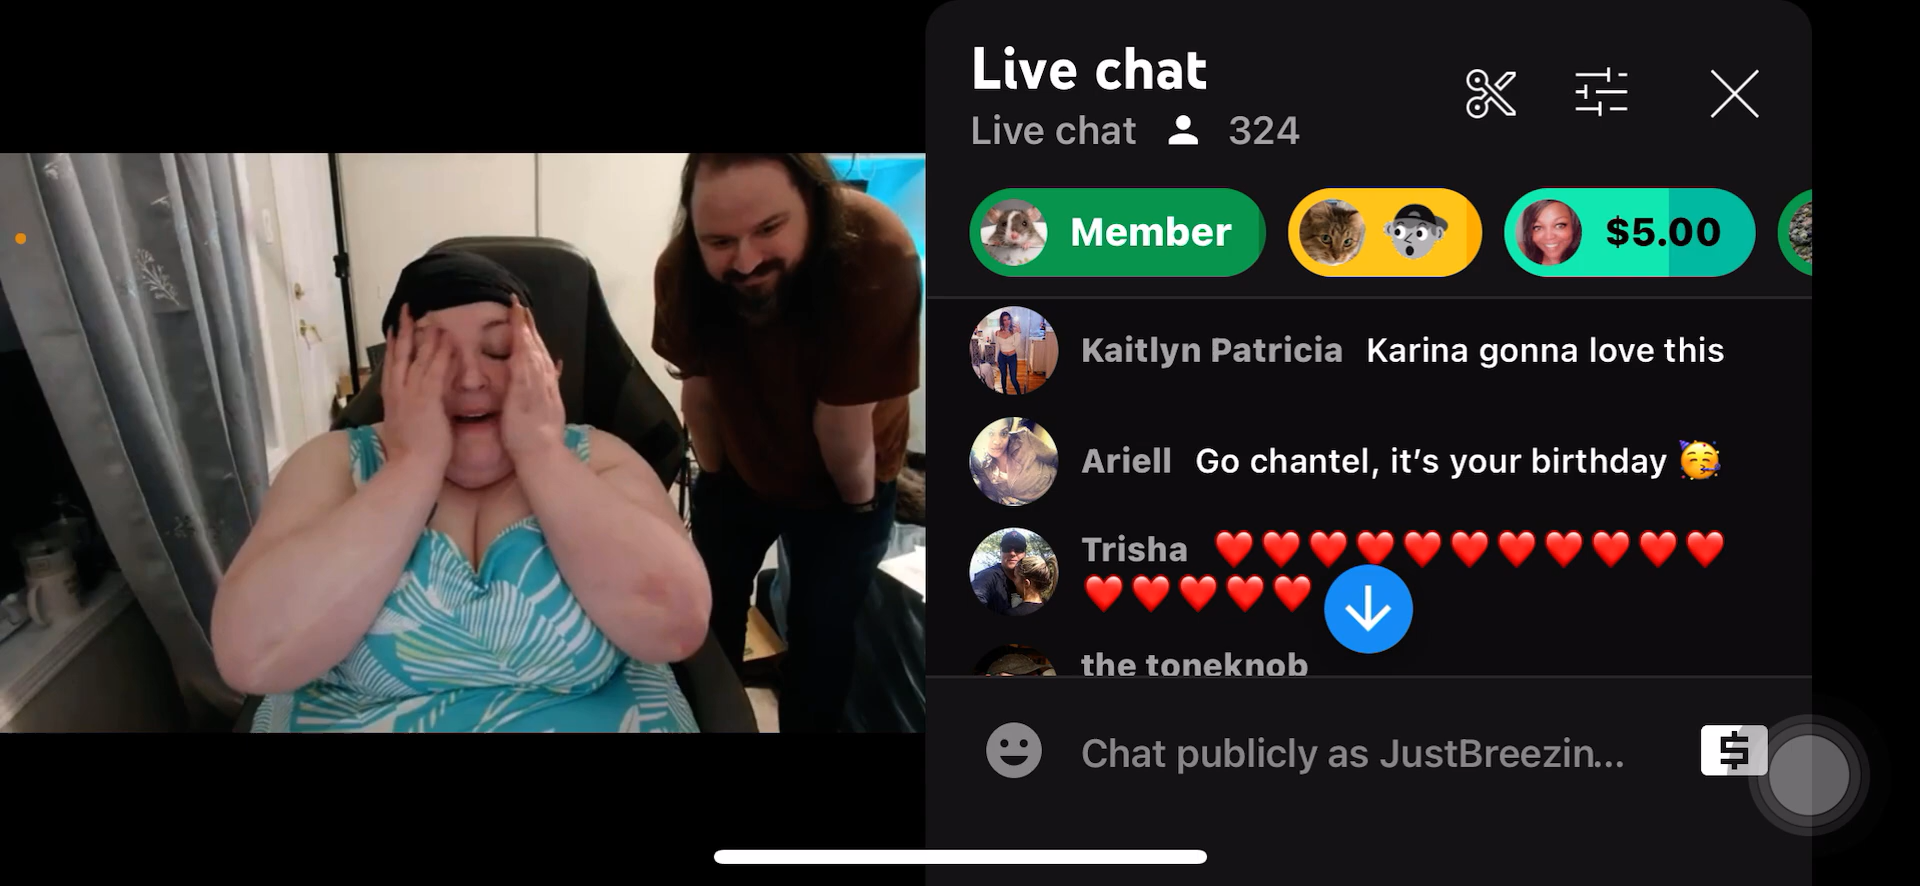 Live chat
Live chat 324
Member
$5.00
Kaitlyn Patricia Karina gonna love this
Ariell Go chantel, it’s your birthday 🥳
Trisha ❤️❤️❤️❤️❤️❤️❤️❤️❤️❤️❤️
❤️❤️❤️❤️❤️
the toneknob
Chat publicly as JustBreezin...